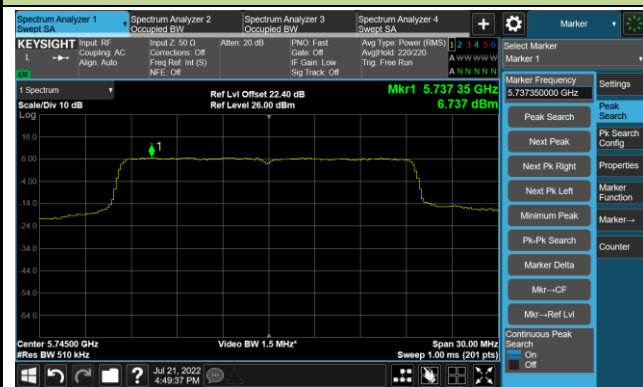 Spectrum Analyzer 1
Swept SA
Spectrum Analyzer 2
Occupied BW
Spectrum Analyzer 3
Occupied BW
Spectrum Analyzer 4
Swept SA
+
Marker
KEYSIGHT
L
Input: RF
Coupling: AC
Align: Auto
Input Z: 50 Ω
Corrections: Off
Freq Ref: Int (S)
NFE: Off
Atten: 20 dB
PNO: Fast
Gate: Off
IF Gain: Low
Sig Track: Off
Avg Type: Power (RMS)
Avg|Hold: 220/220
Trig: Free Run
1 2 3 4 5 6
A W W W W W
A N N N N N
Select Marker
Marker 1
1 Spectrum
Scale/Div 10 dB
Log
Ref Lvl Offset 22.40 dB
Ref Level 26.00 dBm
Mkr1 5.737 35 GHz
6.737 dBm
16.0
6.00
-4.00
-14.0
-24.0
-34.0
-44.0
-54.0
-64.0
1
Center 5.74500 GHz
#Res BW 510 kHz
Video BW 1.5 MHz*
Span 30.00 MHz
Sweep 1.00 ms (201 pts)
Marker Frequency
5.737350000 GHz
Peak Search
Next Peak
Next Pk Right
Next Pk Left
Minimum Peak
Pk-Pk Search
Marker Delta
Mkr→CF
Mkr→Ref Lvl
Continuous Peak
Search
On
Off
Settings
Peak
Search
Pk Search
Config
Properties
Marker
Function
Marker→
Counter
?
Jul 21, 2022
4:49:37 PM